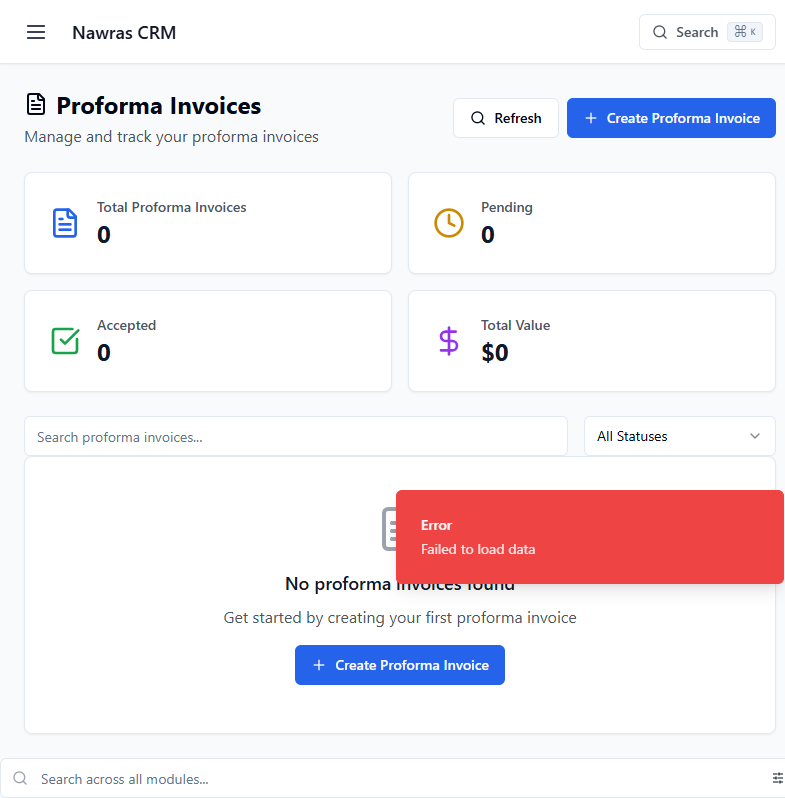 Nawras CRM
Search ⌘ K
Proforma Invoices
Manage and track your proforma invoices
Refresh
Create Proforma Invoice
Total Proforma Invoices
0
Pending
0
Accepted
0
Total Value
$0
Search proforma invoices...
All Statuses
Error
Failed to load data
No proforma invoices found
Get started by creating your first proforma invoice
Create Proforma Invoice
Search across all modules...